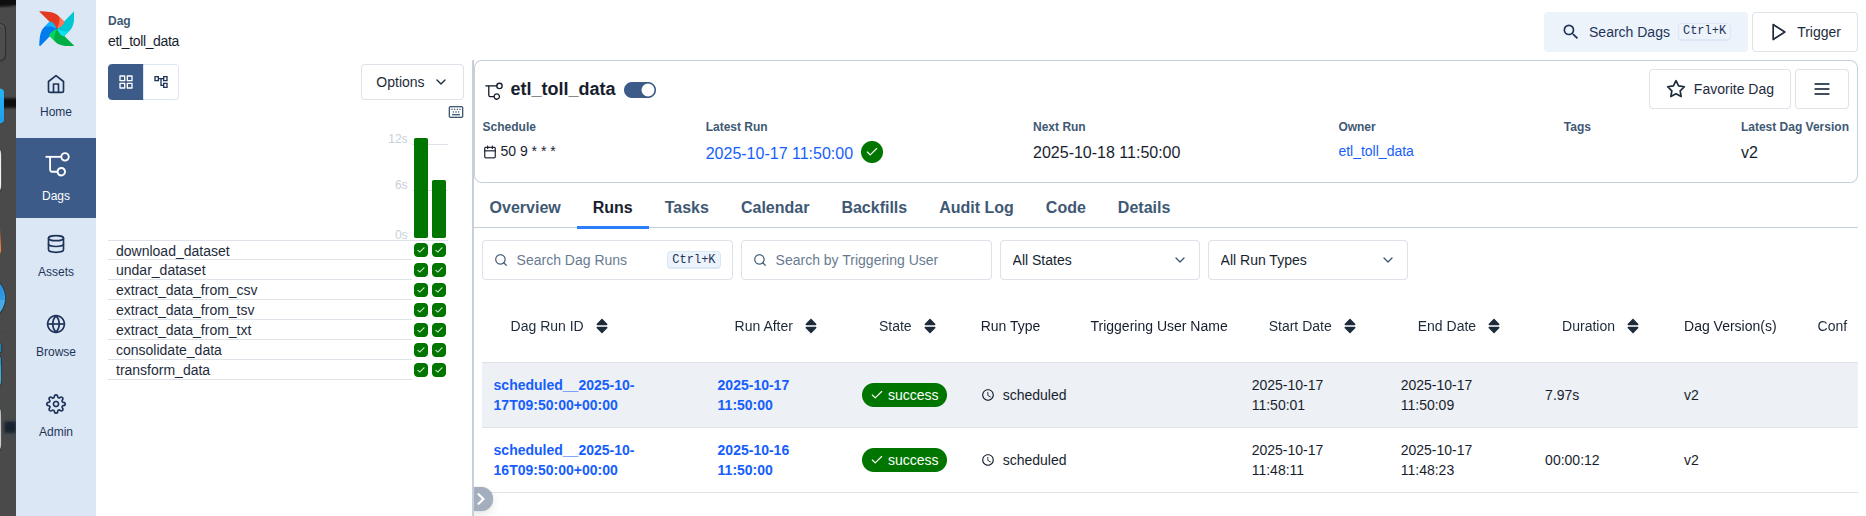 Dag
etl_toll_data
Search Dags Ctrl+K
Trigger
Home
Dags
Assets
Browse
Admin
Options
12s
6s
0s
download_dataset
undar_dataset
extract_data_from_csv
extract_data_from_tsv
extract_data_from_txt
consolidate_data
transform_data
etl_toll_data
Favorite Dag
Schedule Latest Run Next Run Owner Tags Latest Dag Version
50 9 * * * 2025-10-17 11:50:00 2025-10-18 11:50:00 etl_toll_data v2
Overview Runs Tasks Calendar Backfills Audit Log Code Details
Search Dag Runs Ctrl+K Search by Triggering User All States All Run Types
Dag Run ID Run After State Run Type Triggering User Name Start Date End Date Duration Dag Version(s) Conf
scheduled__2025-10- 2025-10-17 success scheduled 2025-10-17 2025-10-17 7.97s v2
17T09:50:00+00:00 11:50:00 11:50:01 11:50:09
scheduled__2025-10- 2025-10-16 success scheduled 2025-10-17 2025-10-17 00:00:12 v2
16T09:50:00+00:00 11:50:00 11:48:11 11:48:23